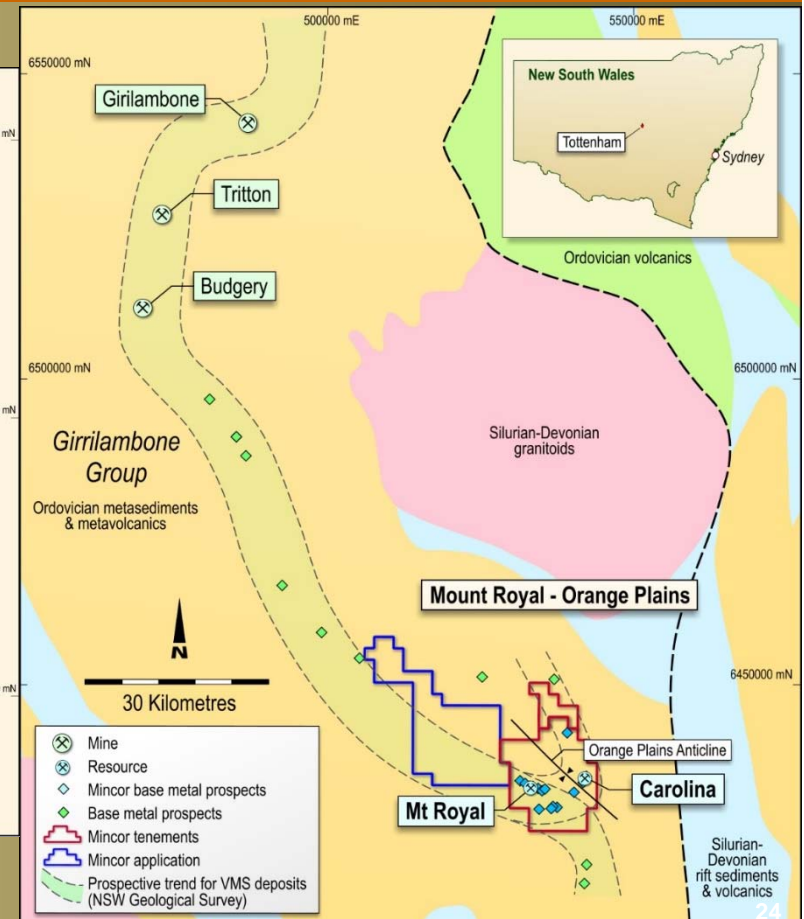 500000 mE
550000 mE
6550000 mN
mN
New South Wales
Tottenham
Sydney
Girilambone
Tritton
Budgery
Ordovician volcanics
6500000 mN
6500000 mN
mN
Girrilambone
Group
Ordovician metasediments
& metavolcanics
Silurian-Devonian
granitoids
Mount Royal - Orange Plains
N
30 Kilometres
mN
6450000 mN
Orange Plains Anticline
Carolina
Mt Royal
Mine
Resource
Mincor base metal prospects
Base metal prospects
Mincor tenements
Mincor application
Prospective trend for VMS deposits
(NSW Geological Survey)
Silurian-
Devonian
rift sediments
& volcanics
24